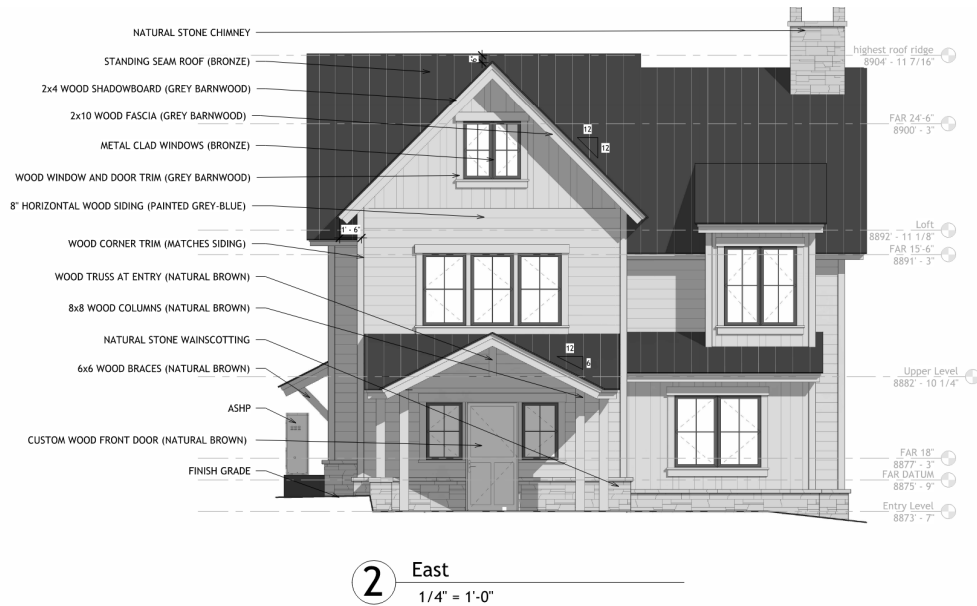 NATURAL STONE CHIMNEY
STANDING SEAM ROOF (BRONZE)
2x4 WOOD SHADOWBOARD (GREY BARNWOOD)
2x10 WOOD FASCIA (GREY BARNWOOD)
METAL CLAD WINDOWS (BRONZE)
WOOD WINDOW AND DOOR TRIM (GREY BARNWOOD)
8" HORIZONTAL WOOD SIDING (PAINTED GREY-BLUE)
1' - 6"
WOOD CORNER TRIM (MATCHES SIDING)
WOOD TRUSS AT ENTRY (NATURAL BROWN)
8x8 WOOD COLUMNS (NATURAL BROWN)
NATURAL STONE WAINSCOTTING
6x6 WOOD BRACES (NATURAL BROWN)
ASHP
CUSTOM WOOD FRONT DOOR (NATURAL BROWN)
FINISH GRADE
12
12
12
6
highest roof ridge
8904' - 11 7/16"
FAR 24'-6"
8900' - 3"
Loft
8892' - 11 1/8"
FAR 15'-6"
8891' - 3"
Upper Level
8882' - 10 1/4"
FAR 18"
8877' - 3"
FAR DATUM
8875' - 9"
Entry Level
8873' - 7"
2
East
1/4" = 1'-0"